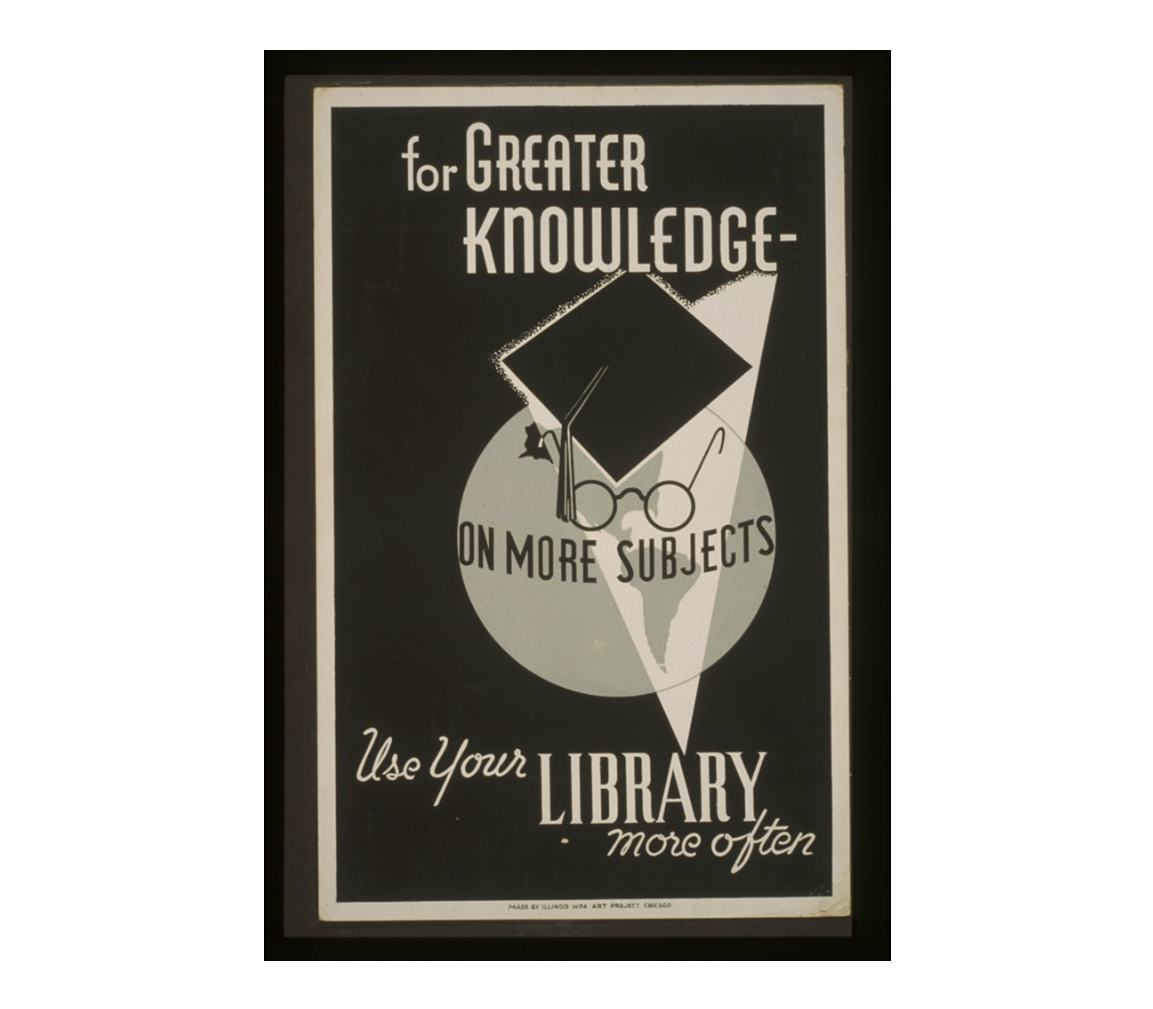 for GREATER
KNOWLEDGE-
ON MORE SUBJECTS
Use Your LIBRARY
more often
MADE BY ILLINOIS WPA ART PROJECT CHICAGO